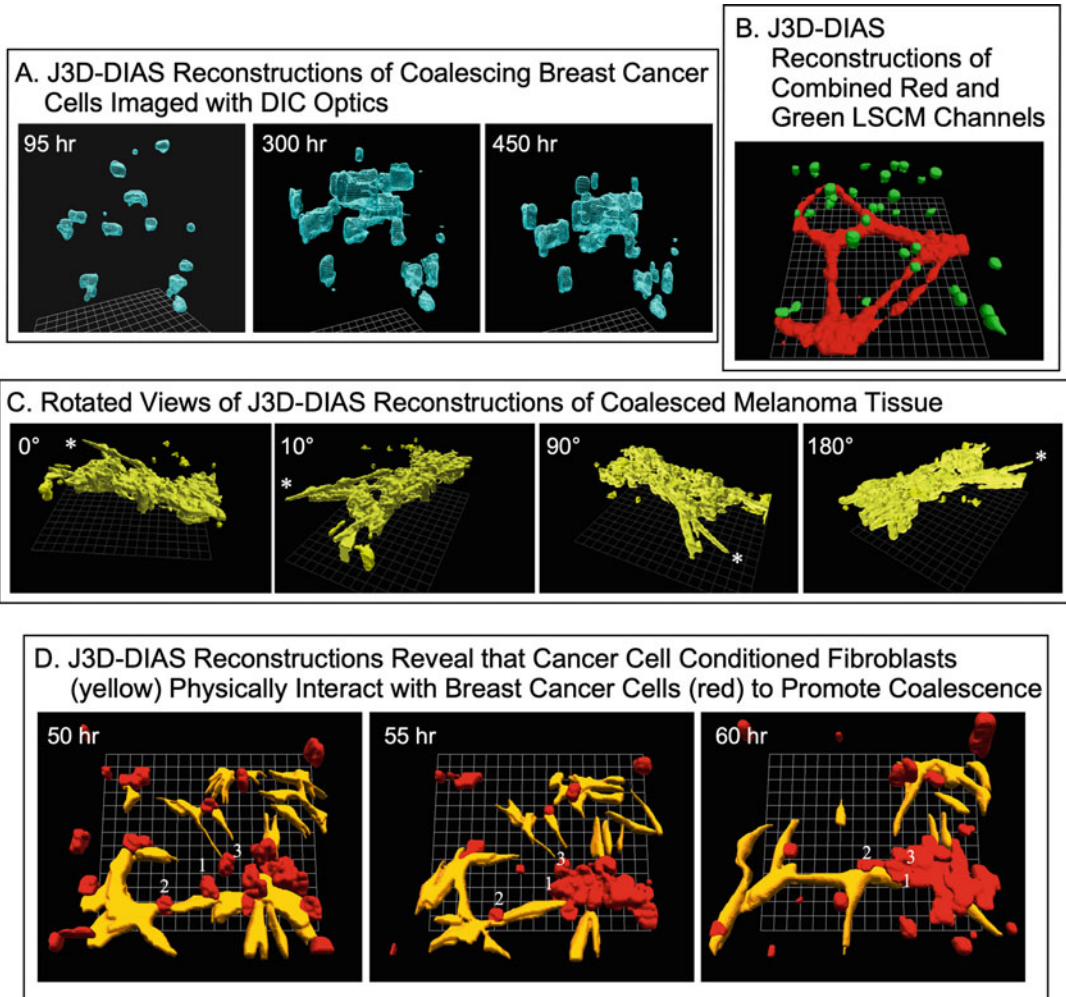 A. J3D-DIAS Reconstructions of Coalescing Breast Cancer
Cells Imaged with DIC Optics
95 hr
300 hr
450 hr
B. J3D-DIAS
Reconstructions of
Combined Red and
Green LSCM Channels
C. Rotated Views of J3D-DIAS Reconstructions of Coalesced Melanoma Tissue
0°
*
10°
*
90°
*
180°
*
D. J3D-DIAS Reconstructions Reveal that Cancer Cell Conditioned Fibroblasts
(yellow) Physically Interact with Breast Cancer Cells (red) to Promote Coalescence
50 hr
3
1
2
55 hr
3
1
2
60 hr
2
3
1